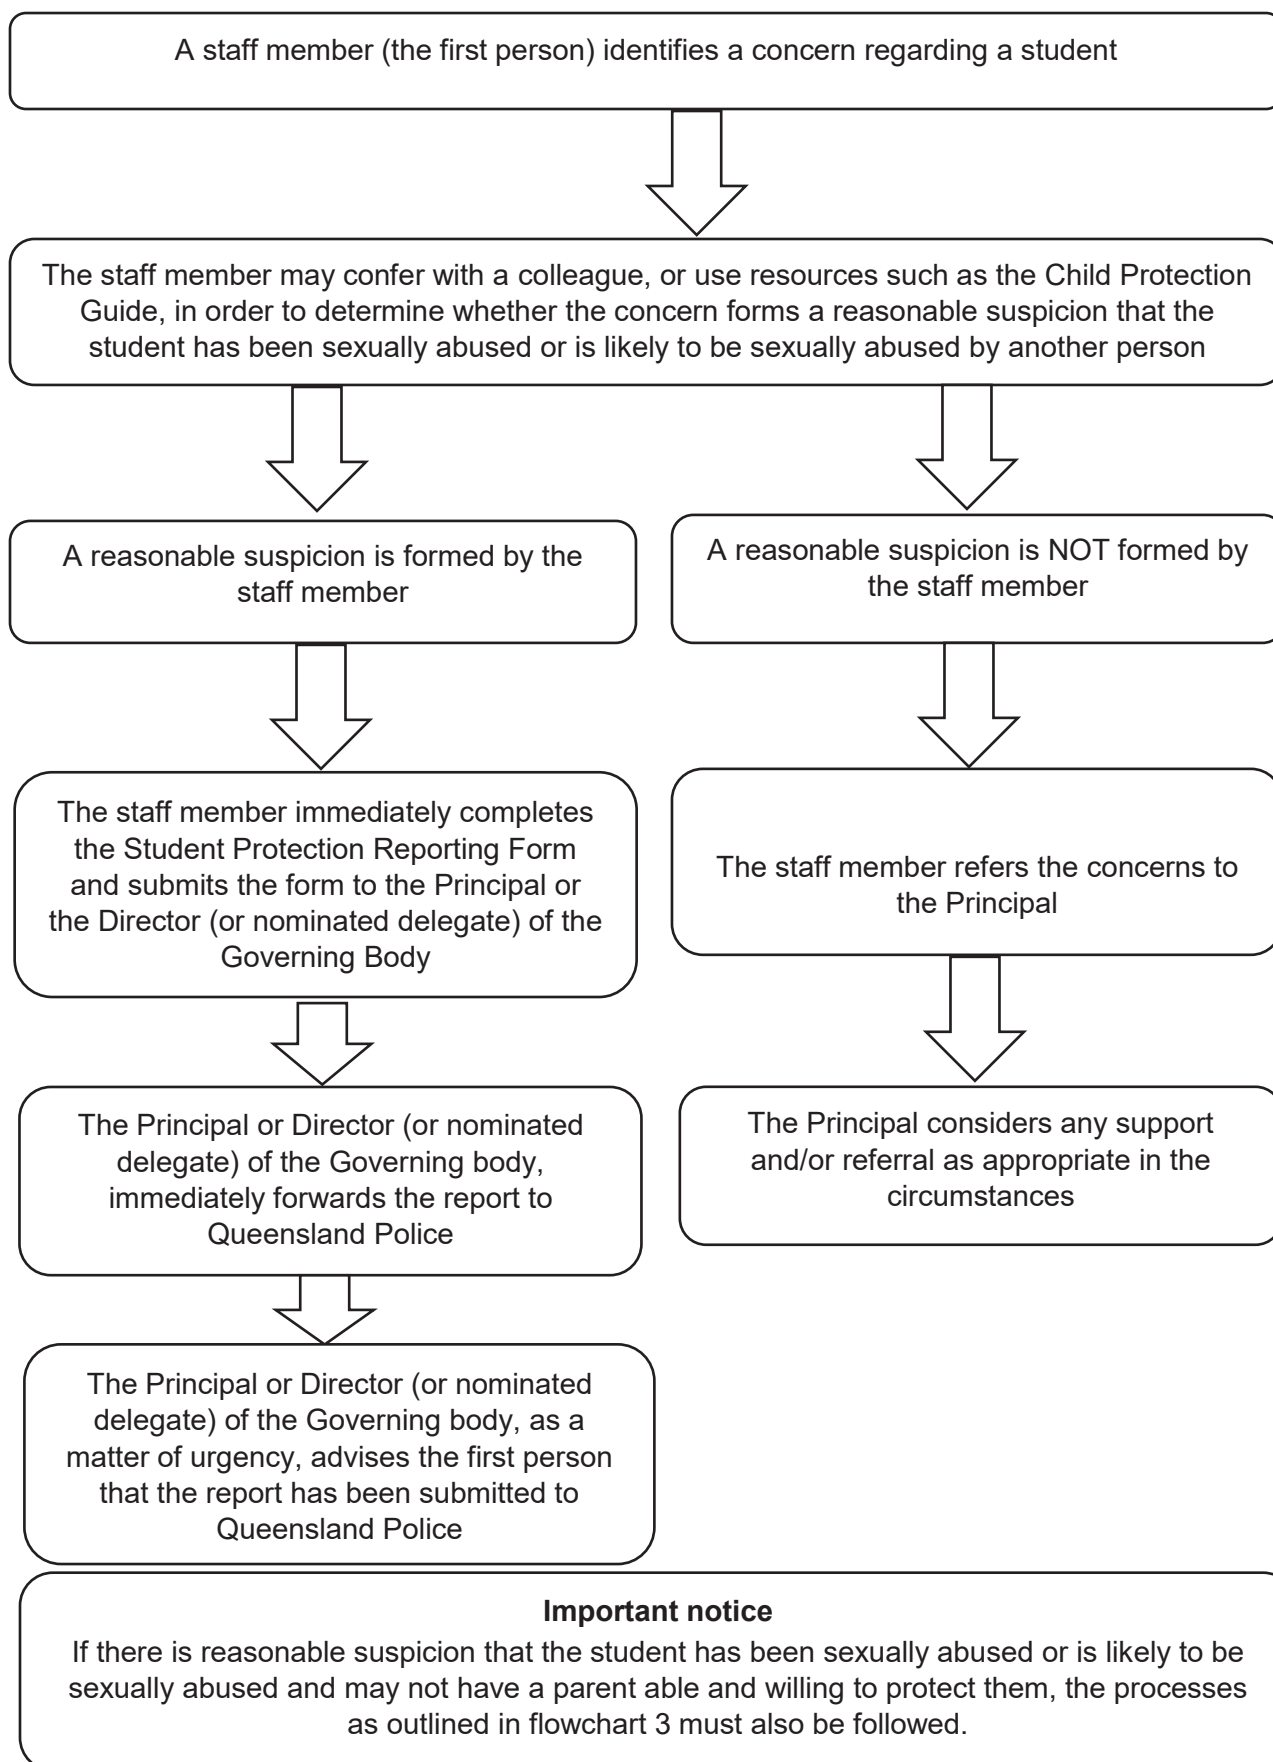 A staff member (the first person) identifies a concern regarding a student
The staff member may confer with a colleague, or use resources such as the Child Protection
Guide, in order to determine whether the concern forms a reasonable suspicion that the
student has been sexually abused or is likely to be sexually abused by another person
A reasonable suspicion is formed by the
staff member
A reasonable suspicion is NOT formed by
the staff member
The staff member immediately completes
the Student Protection Reporting Form
and submits the form to the Principal or
the Director (or nominated delegate) of the
Governing Body
The staff member refers the concerns to
the Principal
The Principal or Director (or nominated
delegate) of the Governing body,
immediately forwards the report to
Queensland Police
The Principal considers any support
and/or referral as appropriate in the
circumstances
The Principal or Director (or nominated
delegate) of the Governing body, as a
matter of urgency, advises the first person
that the report has been submitted to
Queensland Police
Important notice
If there is reasonable suspicion that the student has been sexually abused or is likely to be
sexually abused and may not have a parent able and willing to protect them, the processes
as outlined in flowchart 3 must also be followed.